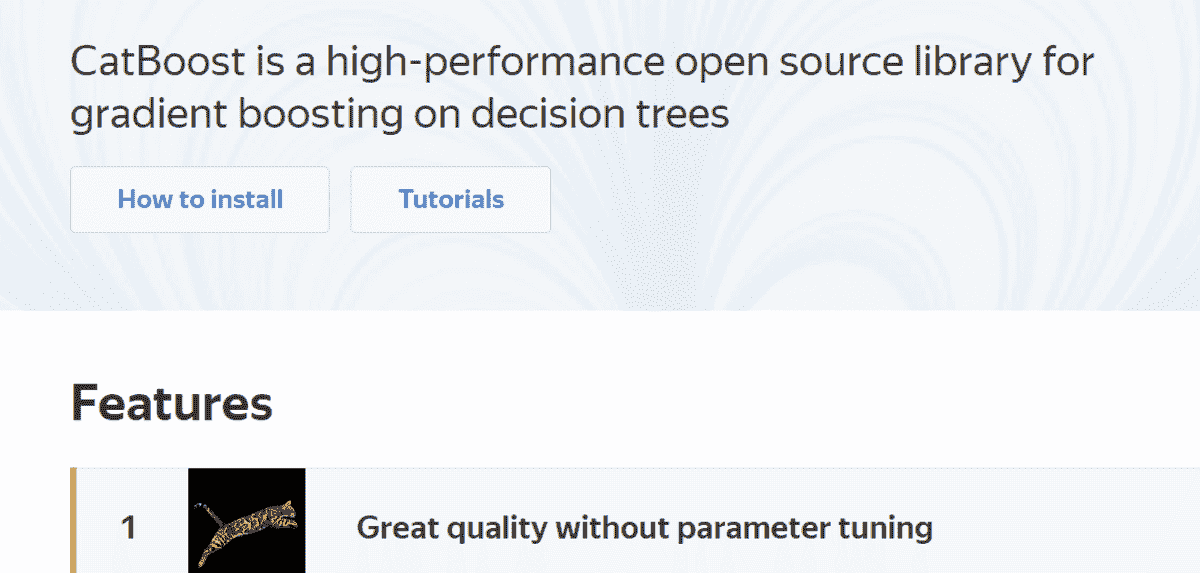 CatBoost is a high-performance open source library for
gradient boosting on decision trees
How to install
Tutorials
Features
1
Great quality without parameter tuning